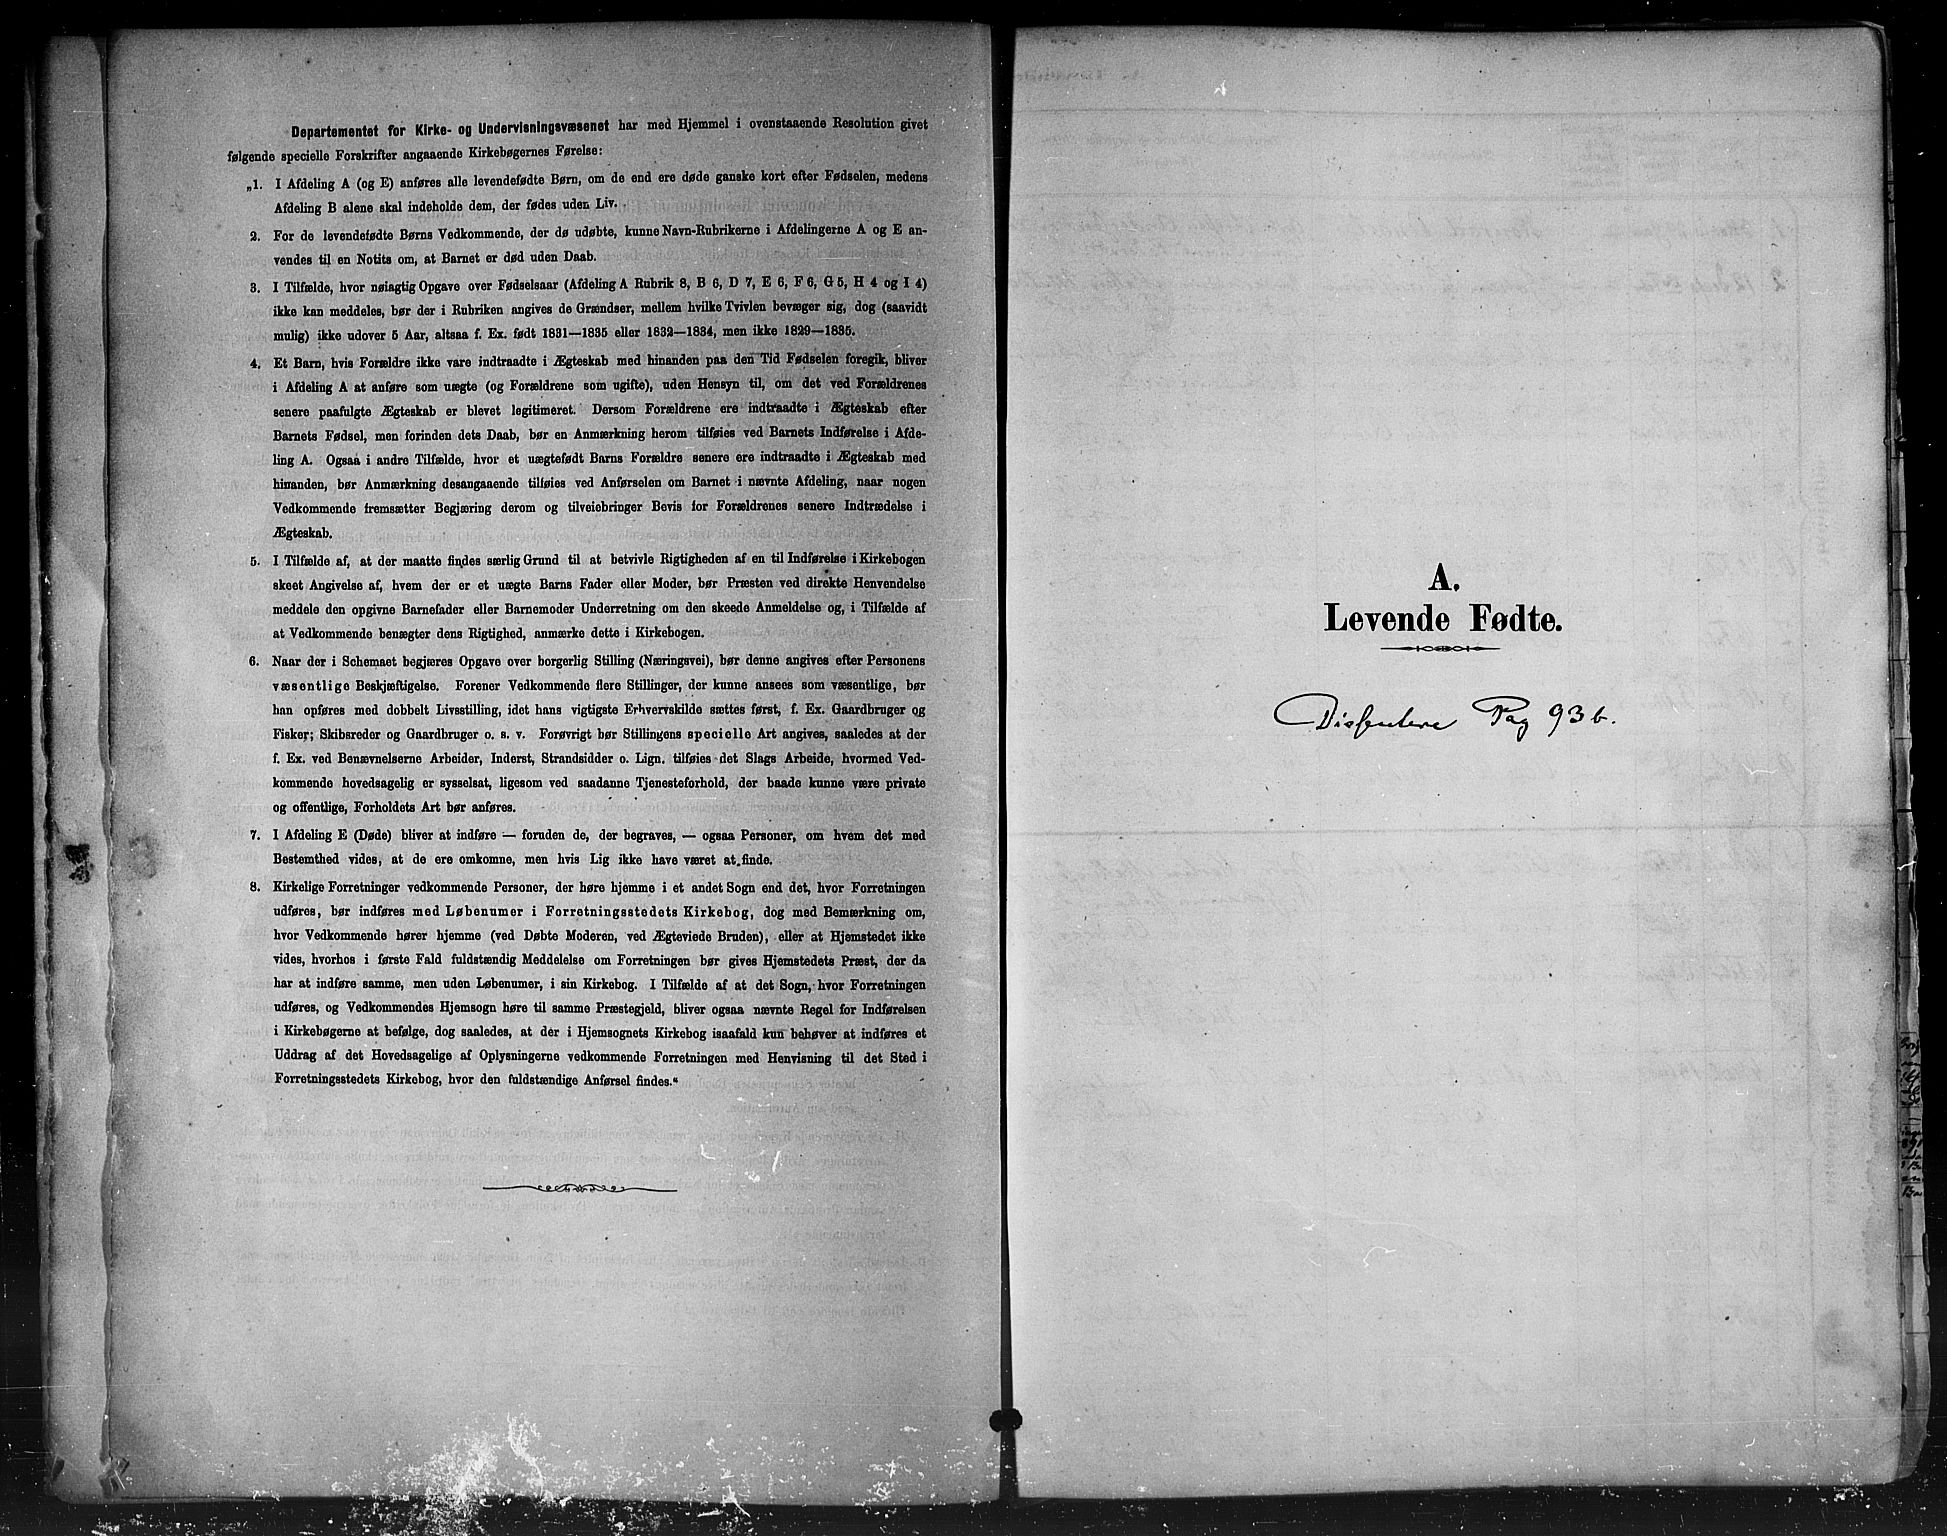 Departementet for Kirke- og Undervisningsvæsenet har med Hjemmel i ovenstaaende Resolution givet
følgende specielle Forskrifter angaaende Kirkebøgernes Førelse:
„1. I Afdeling A (og E) anføres alle levendefødte Børn, om de end ere døde ganske kort efter Fødselen, medens
Afdeling B alene skal indeholde dem, der fødes uden Liv.
2. For de levendefødte Børns Vedkommende, der dø udøbte, kunne Navn-Rubrikerne i Afdelingerne A og E an-
vendes til en Notits om, at Barnet er død uden Daab.
3. I Tilfælde, hvor nøiagtig Opgave over Fødselsaar (Afdeling A Rubrik 8, B 6, D 7, E 6, F 6, G 5, H 4 og I 4)
ikke kan meddeles, bør der i Rubriken angives de Grændser, mellem hvilke Tvivlen bevæger sig, dog (saavidt
mulig) ikke udover 5 Aar, altsaa f. Ex. født 1831—1835 eller 1832—1834, men ikke 1829—1835.
4. Et Barn, hvis Forældre ikke vare indtraadte i Ægteskab med hinanden paa den Tid Fødselen foregik, bliver
i Afdeling A at anføre som uægte (og Forældrene som ugifte), uden Hensyn til, om det ved Forældrenes
senere paafulgte Ægteskab er blevet legitimeret. Dersom Forældrene ere indtraadte i Ægteskab efter
Barnets Fødsel, men forinden dets Daab, bør en Anmærkning herom tilføies ved Barnets Indførelse i Afde-
ling A. Ogsaa i andre Tilfælde, hvor et uægtefødt Barns Forældre senere ere indtraadte i Ægteskab med
hinanden, bør Anmærkning desangaaende tilføies ved Anførselen om Barnet i nævnte Afdeling, naar nogen
Vedkommende fremsætter Begjæring derom og tilveiebringer Bevis for Forældrenes senere Indtrædelse i
Ægteskab.
5. I Tilfælde af, at der maatte findes særlig Grund til at betvivle Rigtigheden af en til Indførelse i Kirkebogen
skeet Angivelse af, hvem der er et uægte Barns Fader eller Moder, bør Præsten ved direkte Henvendelse
meddele den opgivne Barnefader eller Barnemoder Underretning om den skeede Anmeldelse og, i Tilfælde af
at Vedkommende benægter dens Rigtighed, anmærke dette i Kirkebogen.
6. Naar der i Schemaet begjæres Opgave over borgerlig Stilling (Næringsvei), bør denne angives efter Personens
væsentlige Beskjæftigelse. Forener Vedkommende flere Stillinger, der kunne ansees som væsentlige, bør
han opføres med dobbelt Livsstilling, idet hans vigtigste Erhvervskilde sættes først, f. Ex. Gaardbruger og
Fisker; Skibsreder og Gaardbruger o. s. v. Forøvrigt bør Stillingens specielle Art angives, saaledes at der
f. Ex. ved Benævnelserne Arbeider, Inderst, Strandsidder o. Lign. tilføies det Slags Arbeide, hvormed Ved-
kommende hovedsagelig er sysselsat, ligesom ved saadanne Tjenesteforhold, der baade kunne være private
og offentlige, Forholdets Art bør anføres.
7. I Afdeling E (Døde) bliver at indføre — foruden de, der begraves, — ogsaa Personer, om hvem det med
Bestemthed vides, at de ere omkomne, men hvis Lig ikke have været at finde.
8. Kirkelige Forretninger vedkommende Personer, der høre hjemme i et andet Sogn end det, hvor Forretningen
udføres, bør indføres med Løbenumer i Forretningsstedets Kirkebog, dog med Bemærkning om,
hvor Vedkommende hører hjemme (ved Døbte Moderen, ved Ægteviede Bruden), eller at Hjemstedet ikke
vides, hvorhos i første Fald fuldstændig Meddelelse om Forretningen bør gives Hjemstedets Præst, der da
har at indføre samme, men uden Løbenumer, i sin Kirkebog. I Tilfælde af at det Sogn, hvor Forretningen
udføres, og Vedkommendes Hjemsogn høre til samme Præstegjeld, bliver ogsaa nævnte Regel for Indførelsen
i Kirkebøgerne at befølge, dog saaledes, at der i Hjemsognets Kirkebog isaafald kun behøver at indføres et
Uddrag af det Hovedsagelige af Oplysningerne vedkommende Forretningen med Henvisning til det Sted i
Forretningsstedets Kirkebog, hvor den fuldstændige Anførsel findes.“
A.
Levende Fødte.
Disfentere Pag 93 b.